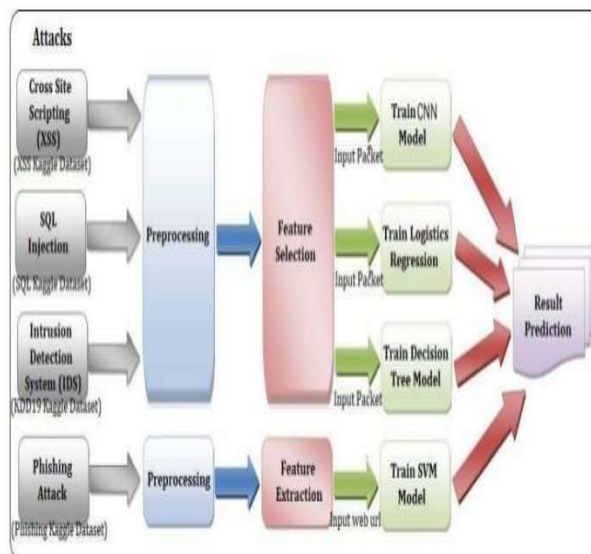 Attacks
Cross Site
Scripting
(XSS)
(XSS Kaggle Dataset)
SQL
Injection
(SQL Kaggle Dataset)
Intrusion
Detection
System (IDS)
(KDD19 Kaggle Dataset)
Phishing
Attack
(Phishing Kaggle Dataset)
Preprocessing
Preprocessing
Feature
Selection
Feature
Extraction
Input Packet
Input Packet
Input Packet
Input web url
Train CNN
Model
Train Logistics
Regression
Train Decision
Tree Model
Train SVM
Model
Result
Prediction